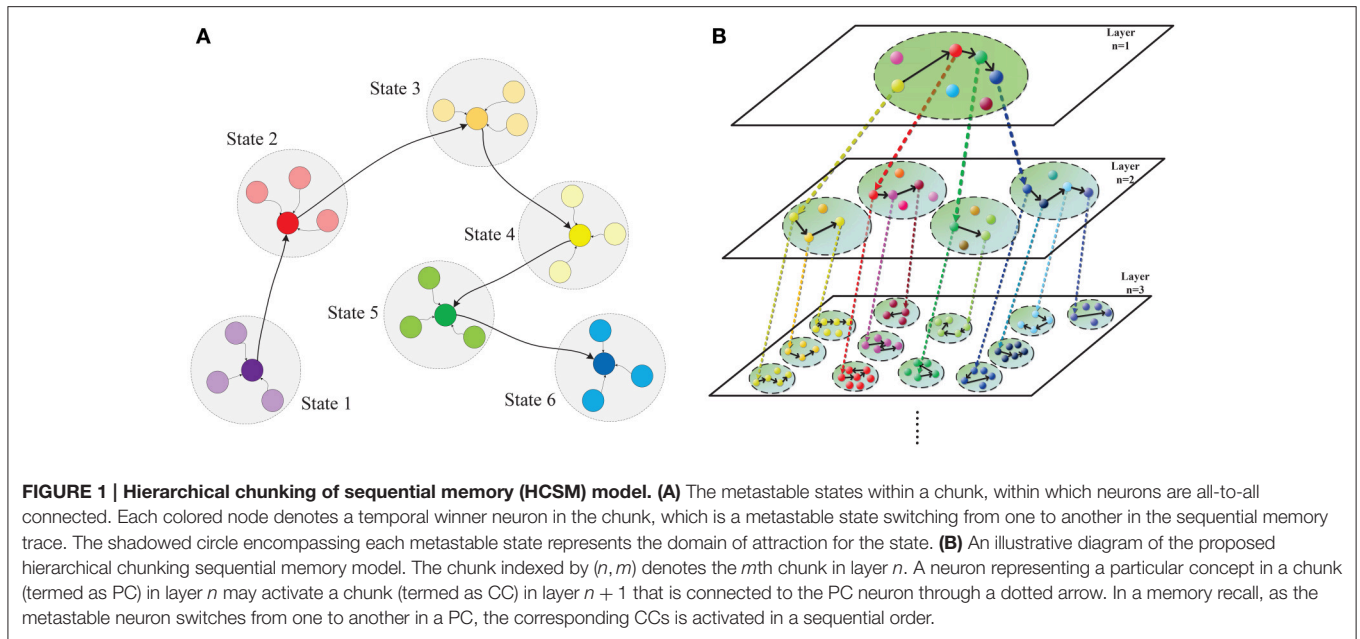 A
State 3
State 2
State 4
State 5
State 1
State 6
B
Layer
n=1
Layer
n=2
Layer
n=3
FIGURE 1 | Hierarchical chunking of sequential memory (HCSM) model. (A) The metastable states within a chunk, within which neurons are all-to-all
connected. Each colored node denotes a temporal winner neuron in the chunk, which is a metastable state switching from one to another in the sequential memory
trace. The shadowed circle encompassing each metastable state represents the domain of attraction for the state. (B) An illustrative diagram of the proposed
hierarchical chunking sequential memory model. The chunk indexed by (n, m) denotes the mth chunk in layer n. A neuron representing a particular concept in a chunk
(termed as PC) in layer n may activate a chunk (termed as CC) in layer n + 1 that is connected to the PC neuron through a dotted arrow. In a memory recall, as the
metastable neuron switches from one to another in a PC, the corresponding CCs is activated in a sequential order.